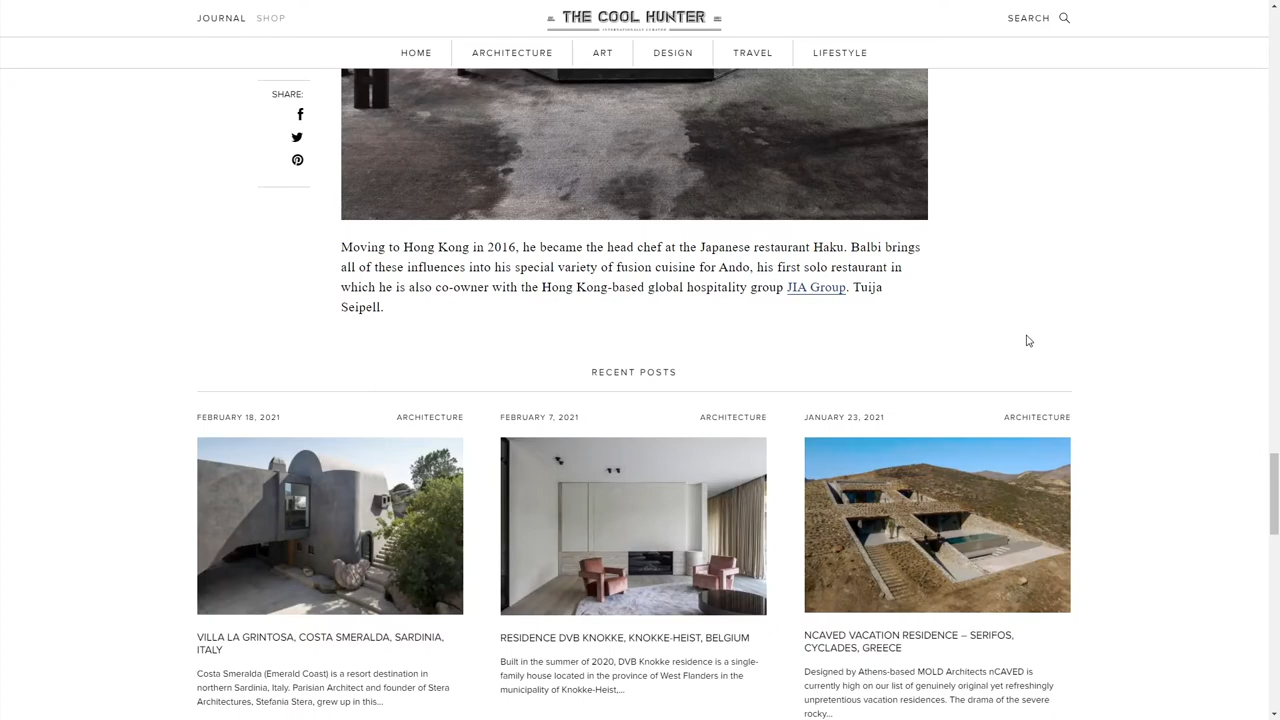 JOURNAL SHOP
THE COOL HUNTER
INTERNATIONALLY CURATED
SEARCH
HOME ARCHITECTURE ART DESIGN TRAVEL LIFESTYLE
SHARE:
Moving to Hong Kong in 2016, he became the head chef at the Japanese restaurant Haku. Balbi brings
all of these influences into his special variety of fusion cuisine for Ando, his first solo restaurant in
which he is also co-owner with the Hong Kong-based global hospitality group JIA Group. Tuija
Seipell.
RECENT POSTS
FEBRUARY 18, 2021 ARCHITECTURE
VILLA LA GRINTOSA, COSTA SMERALDA, SARDINIA,
ITALY
Costa Smeralda (Emerald Coast) is a resort destination in
northern Sardinia, Italy. Parisian Architect and founder of Stera
Architectures, Stefania Stera, grew up in this...
FEBRUARY 7, 2021 ARCHITECTURE
RESIDENCE DVB KNOKKE, KNOKKE-HEIST, BELGIUM
Built in the summer of 2020, DVB Knokke residence is a single-
family house located in the province of West Flanders in the
municipality of Knokke-Heist,...
JANUARY 23, 2021 ARCHITECTURE
NCAVED VACATION RESIDENCE – SERIFOS,
CYCLADES, GREECE
Designed by Athens-based MOLD Architects nCAVED is
currently high on our list of genuinely original yet refreshingly
unpretentious vacation residences. The drama of the severe
rocky...